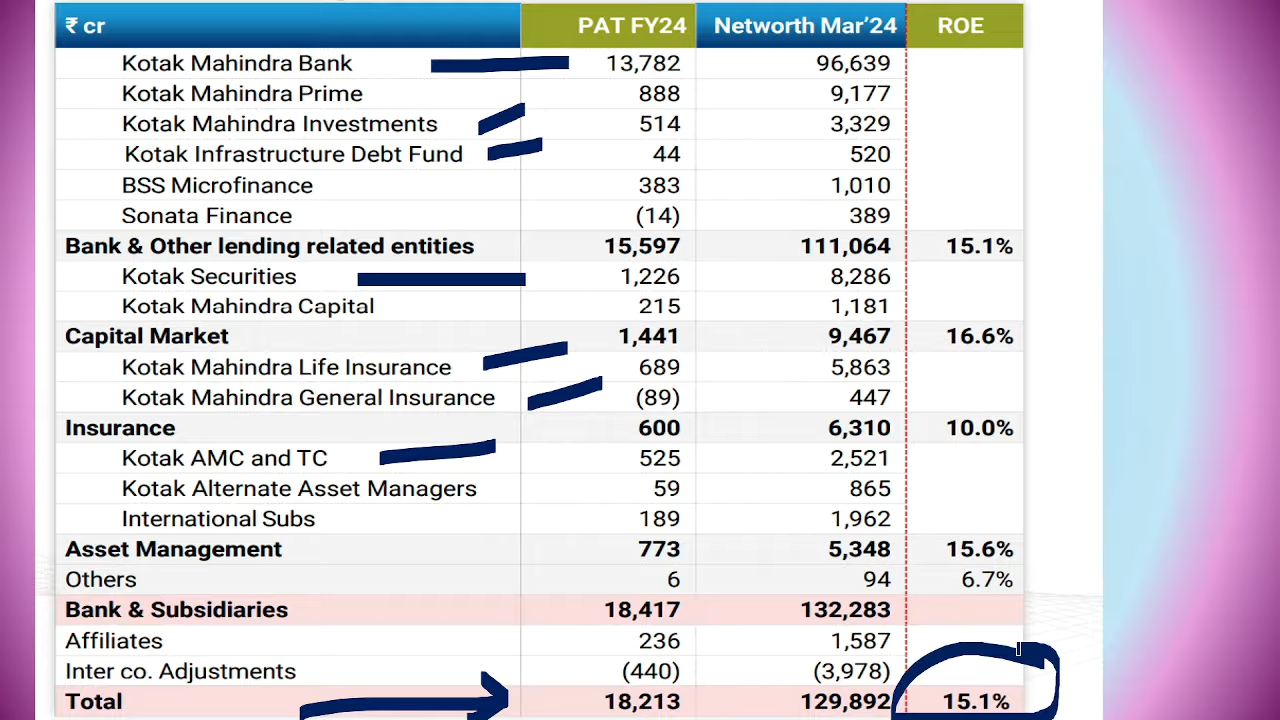 ₹ cr PAT FY24 Networth Mar'24 ROE
Kotak Mahindra Bank 13,782 96,639
Kotak Mahindra Prime 888 9,177
Kotak Mahindra Investments 514 3,329
Kotak Infrastructure Debt Fund 44 520
BSS Microfinance 383 1,010
Sonata Finance (14) 389
Bank & Other lending related entities 15,597 111,064 15.1%
Kotak Securities 1,226 8,286
Kotak Mahindra Capital 215 1,181
Capital Market 1,441 9,467 16.6%
Kotak Mahindra Life Insurance 689 5,863
Kotak Mahindra General Insurance (89) 447
Insurance 600 6,310 10.0%
Kotak AMC and TC 525 2,521
Kotak Alternate Asset Managers 59 865
International Subs 189 1,962
Asset Management 773 5,348 15.6%
Others 6 94 6.7%
Bank & Subsidiaries 18,417 132,283
Affiliates 236 1,587
Inter co. Adjustments (440) (3,978)
Total 18,213 129,892 15.1%